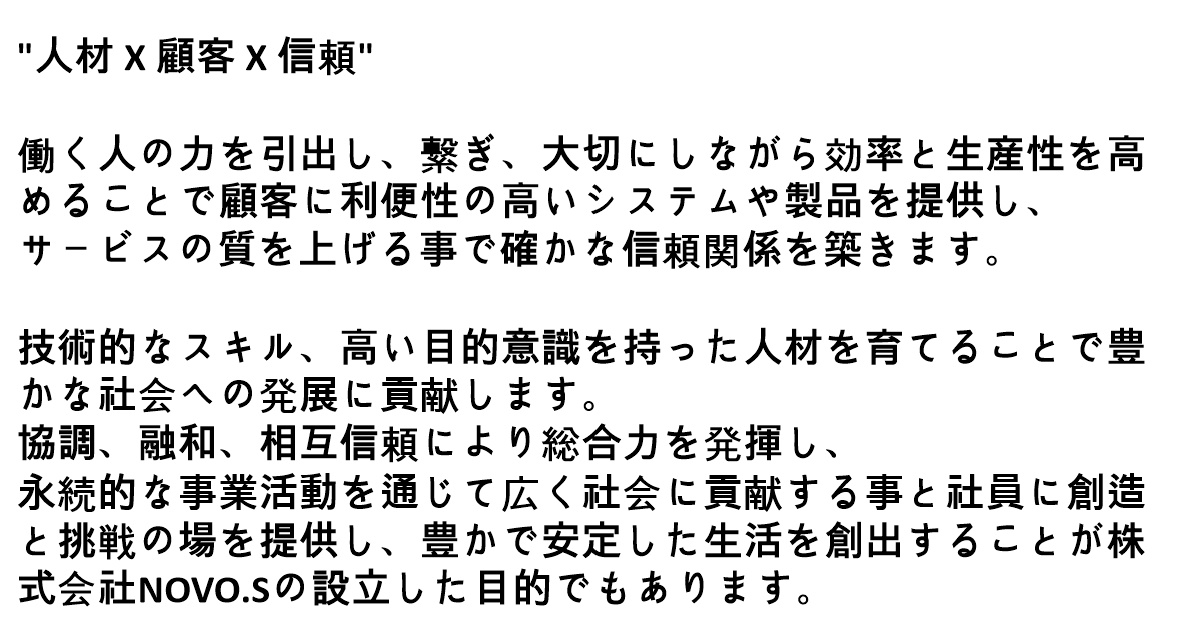 "人材 X 顧客 X 信頼"
働く人の力を引出し、繋ぎ、大切にしながら効率と生産性を高
めることで顧客に利便性の高いシステムや製品を提供し、
サービスの質を上げる事で確かな信頼関係を築きます。
技術的なスキル、高い目的意識を持った人材を育てることで豊
かな社会への発展に貢献します。
協調、融和、相互信頼により総合力を発揮し、
永続的な事業活動を通じて広く社会に貢献する事と社員に創造
と挑戦の場を提供し、豊かで安定した生活を創出することが株
式会社NOVO.Sの設立した目的でもあります。